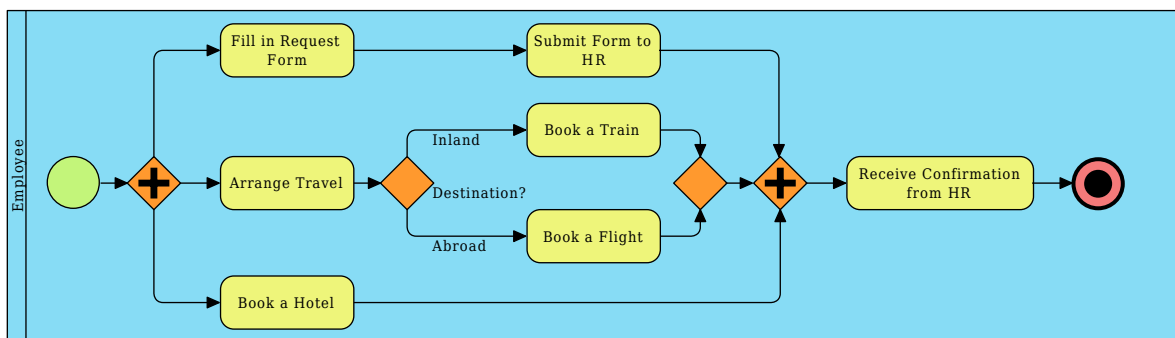 Employee
Fill in Request
Form
Submit Form to
HR
Arrange Travel
Inland
Destination?
Abroad
Book a Train
Book a Flight
Book a Hotel
Receive Confirmation
from HR